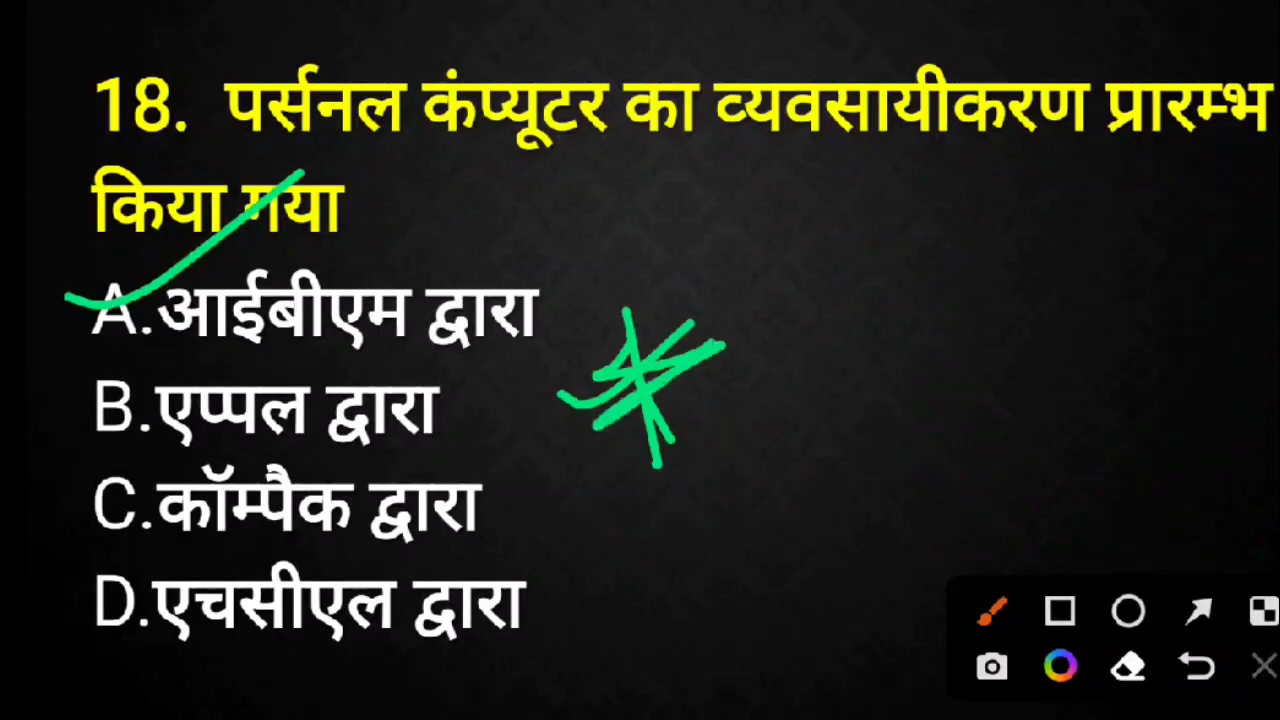 18. पर्सनल कंप्यूटर का व्यवसायीकरण प्रारम्भ
किया गया
A.आईबीएम द्वारा
B.एप्पल द्वारा
C.कॉम्पैक द्वारा
D.एचसीएल द्वारा